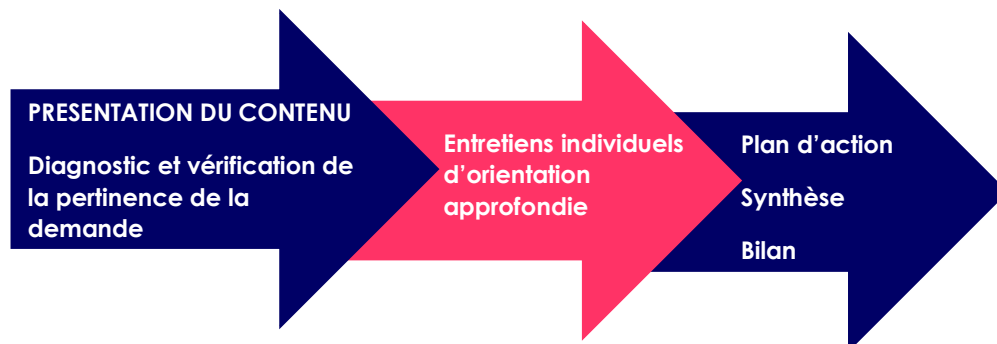 PRESENTATION DU CONTENU
Diagnostic et vérification de
la pertinence de la
demande
Entretiens individuels
d’orientation
approfondie
Plan d’action
Synthèse
Bilan